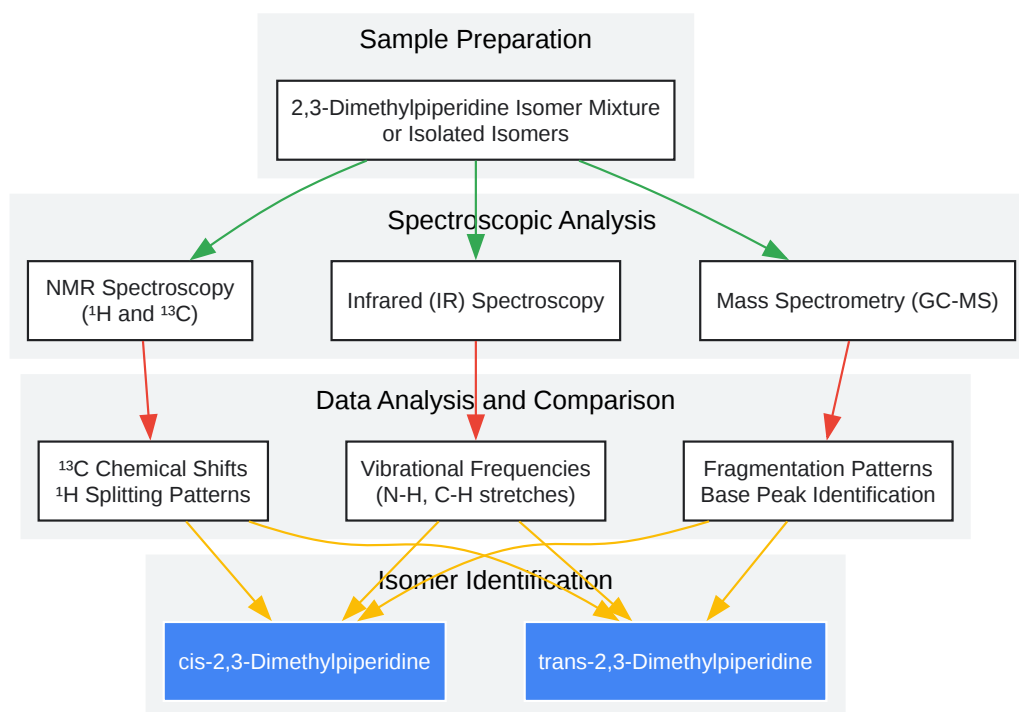 Sample Preparation
2,3-Dimethylpiperidine Isomer Mixture
or Isolated Isomers
Spectroscopic Analysis
NMR Spectroscopy
(¹H and ¹³C)
Infrared (IR) Spectroscopy
Mass Spectrometry (GC-MS)
Data Analysis and Comparison
¹³C Chemical Shifts
¹H Splitting Patterns
Vibrational Frequencies
(N-H, C-H stretches)
Fragmentation Patterns
Base Peak Identification
Isomer Identification
cis-2,3-Dimethylpiperidine
trans-2,3-Dimethylpiperidine